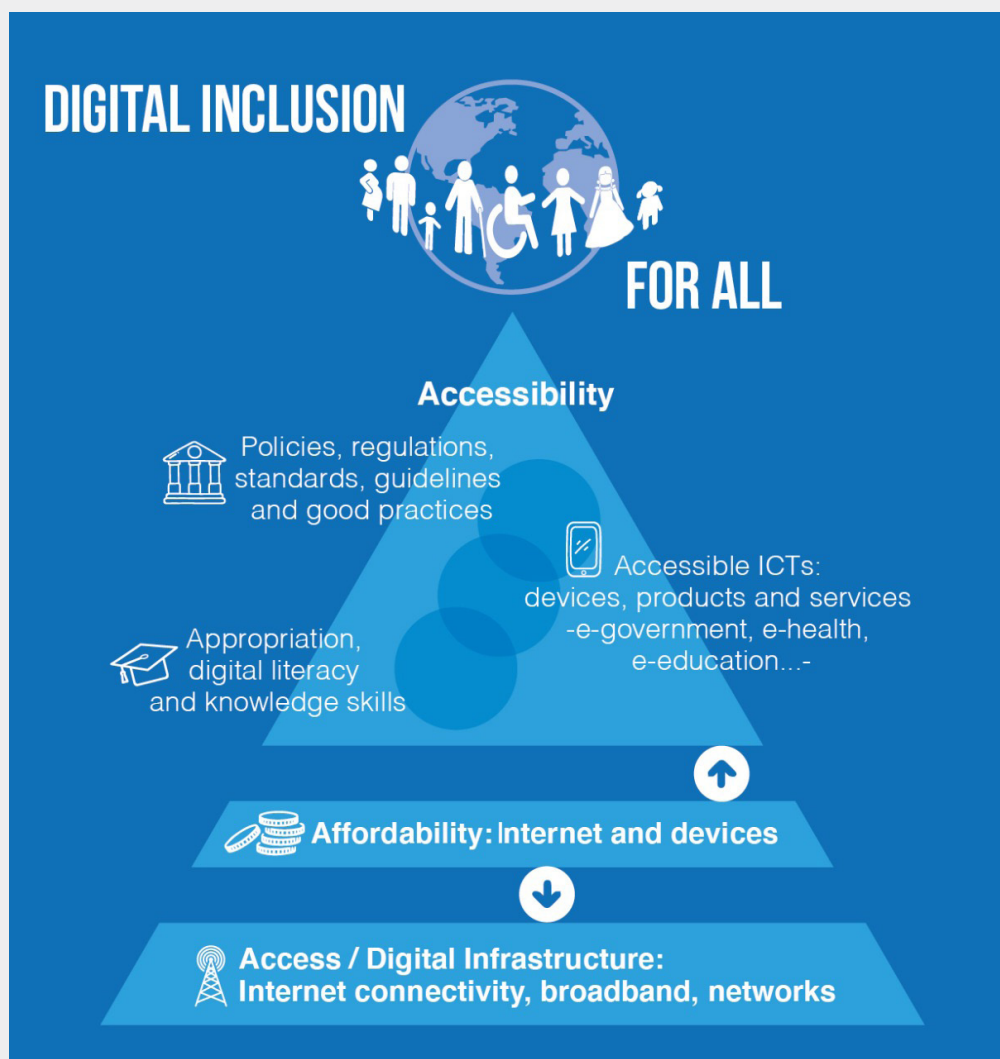 DIGITAL INCLUSION
FOR ALL
Accessibility
Policies, regulations,
standards, guidelines
and good practices
Accessible ICTs:
devices, products and services
-e-government, e-health,
e-education...-
Appropriation,
digital literacy
and knowledge skills
Affordability: Internet and devices
Access / Digital Infrastructure:
Internet connectivity, broadband, networks